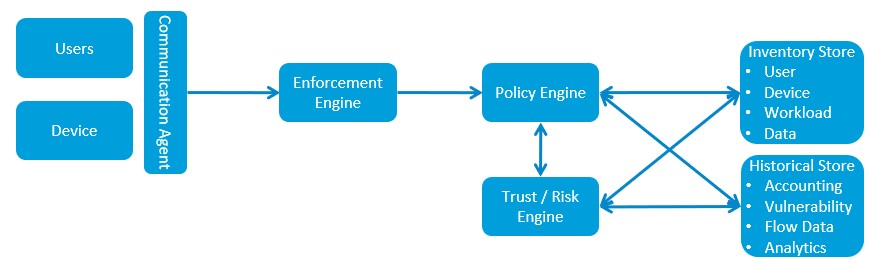 Users
Device
Communication Agent
Enforcement
Engine
Policy Engine
Trust / Risk
Engine
Inventory Store
• User
• Device
• Workload
• Data
Historical Store
• Accounting
• Vulnerability
• Flow Data
• Analytics